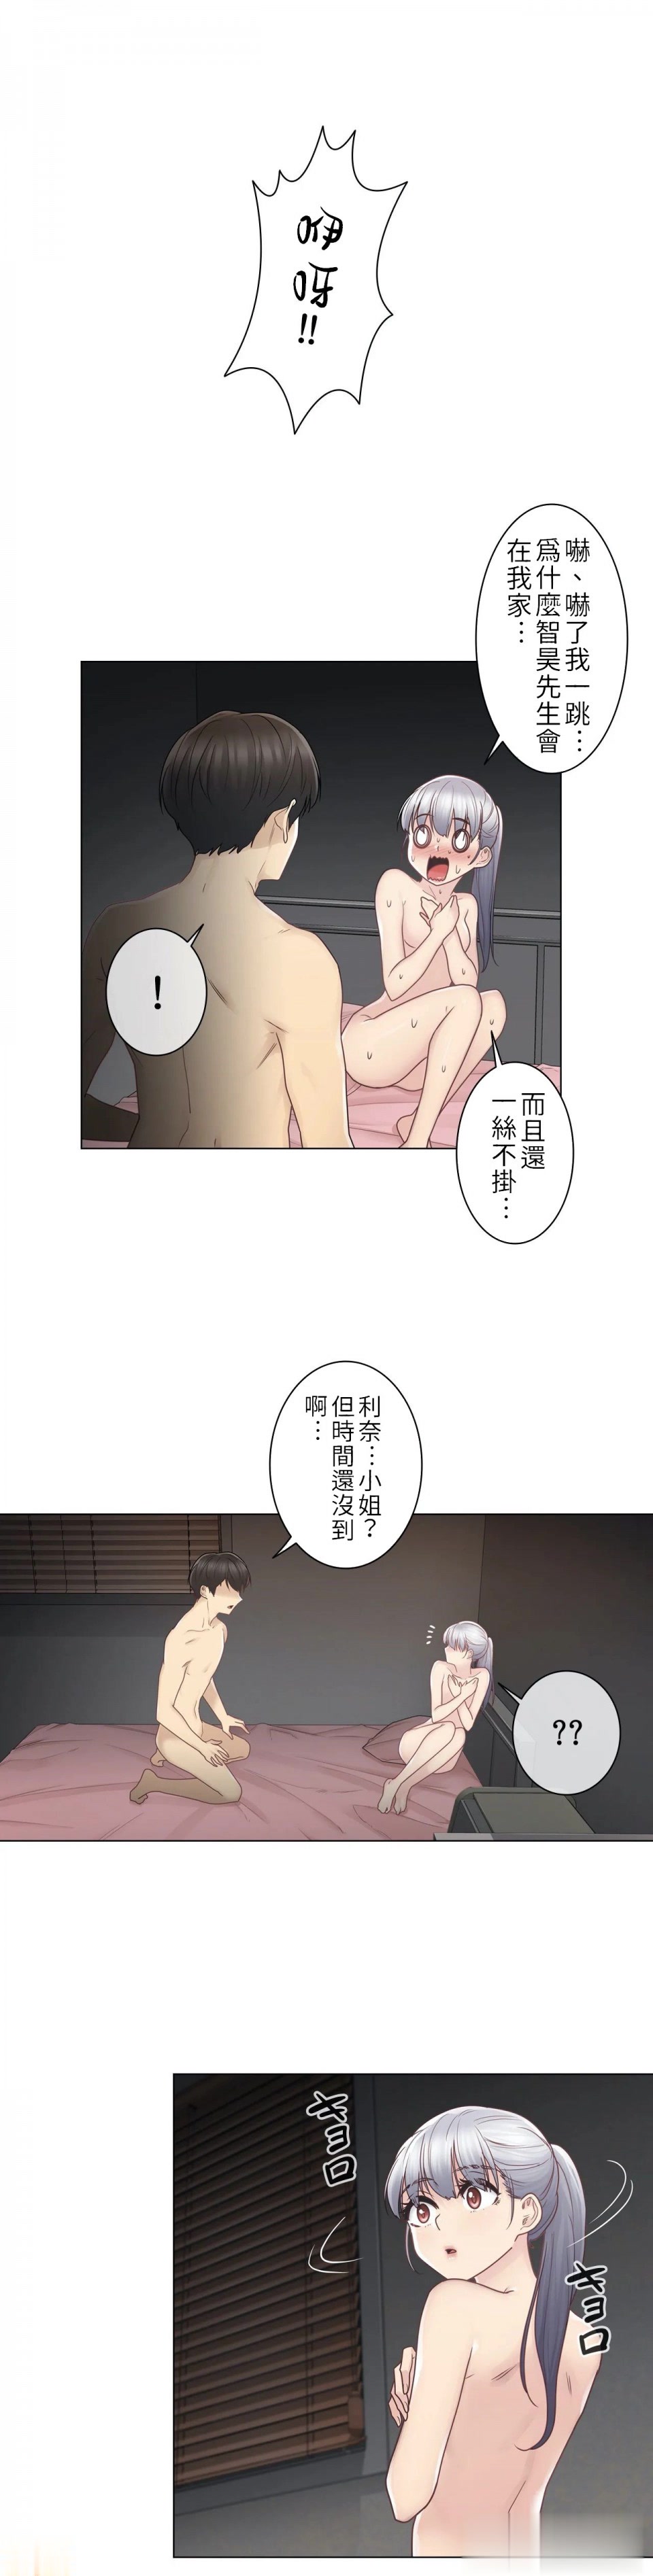 咿呀!!
嚇、嚇了我一跳…
爲什麼智昊先生會
在我家…
!
而且還
一絲不掛…
利奈…小姐？
但時間還沒到
啊…
??
キョロ
キョロ